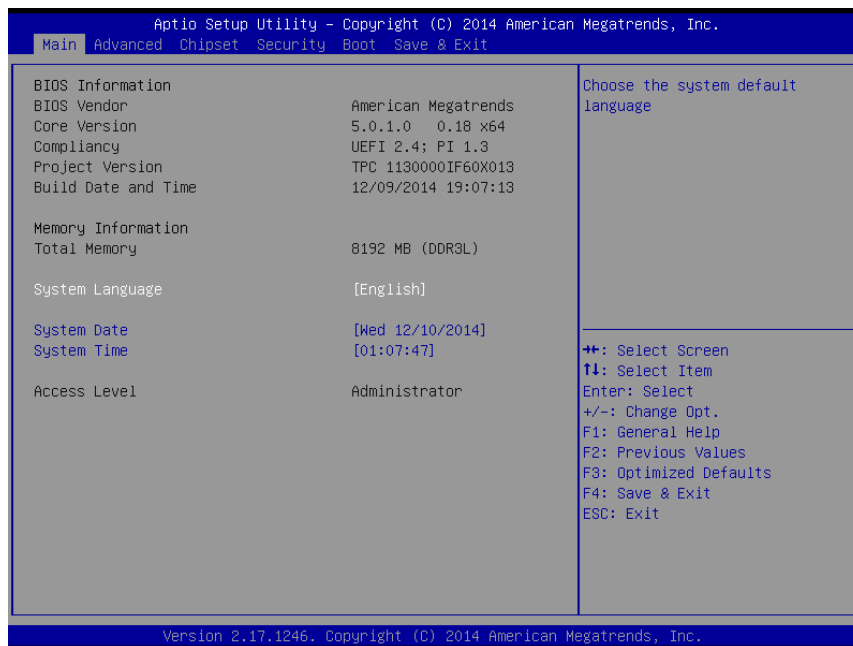 Aptio Setup Utility – Copyright (C) 2014 American Megatrends, Inc.
Main Advanced Chipset Security Boot Save & Exit
BIOS Information
BIOS Vendor American Megatrends
Core Version 5.0.1.0 0.18 x64
Compliancy UEFI 2.4; PI 1.3
Project Version TPC 1130000IF60X013
Build Date and Time 12/09/2014 19:07:13
Memory Information
Total Memory 8192 MB (DDR3L)
System Language [English]
System Date [Wed 12/10/2014]
System Time [01:07:47]
Access Level Administrator
Choose the system default
language
→←: Select Screen
↑↓: Select Item
Enter: Select
+/-: Change Opt.
F1: General Help
F2: Previous Values
F3: Optimized Defaults
F4: Save & Exit
ESC: Exit
Version 2.17.1246. Copyright (C) 2014 American Megatrends, Inc.